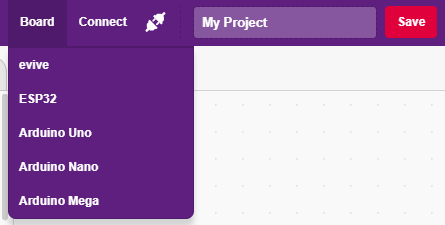 Board Connect My Project Save
evive
ESP32
Arduino Uno
Arduino Nano
Arduino Mega